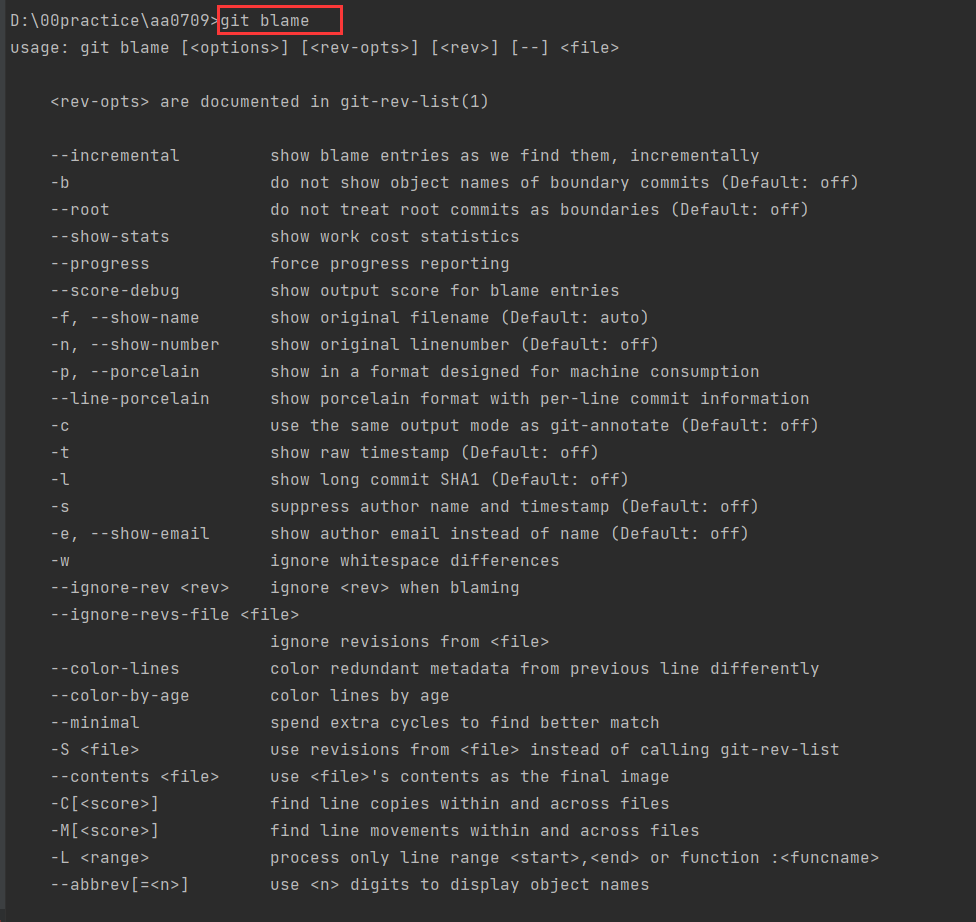 D:\00practice\aa0709>git blame
usage: git blame [<options>] [<rev-opts>] [<rev>] [--] <file>
<rev-opts> are documented in git-rev-list(1)
--incremental         show blame entries as we find them, incrementally
-b                    do not show object names of boundary commits (Default: off)
--root                do not treat root commits as boundaries (Default: off)
--show-stats          show work cost statistics
--progress            force progress reporting
--score-debug         show output score for blame entries
-f, --show-name       show original filename (Default: auto)
-n, --show-number     show original linenumber (Default: off)
-p, --porcelain       show in a format designed for machine consumption
--line-porcelain      show porcelain format with per-line commit information
-c                    use the same output mode as git-annotate (Default: off)
-t                    show raw timestamp (Default: off)
-l                    show long commit SHA1 (Default: off)
-s                    suppress author name and timestamp (Default: off)
-e, --show-email      show author email instead of name (Default: off)
-w                    ignore whitespace differences
--ignore-rev <rev>    ignore <rev> when blaming
--ignore-revs-file <file>
                      ignore revisions from <file>
--color-lines         color redundant metadata from previous line differently
--color-by-age        color lines by age
--minimal             spend extra cycles to find better match
-S <file>             use revisions from <file> instead of calling git-rev-list
--contents <file>     use <file>'s contents as the final image
-C[<score>]           find line copies within and across files
-M[<score>]           find line movements within and across files
-L <range>            process only line range <start>,<end> or function :<funcname>
--abbrev[=<n>]        use <n> digits to display object names